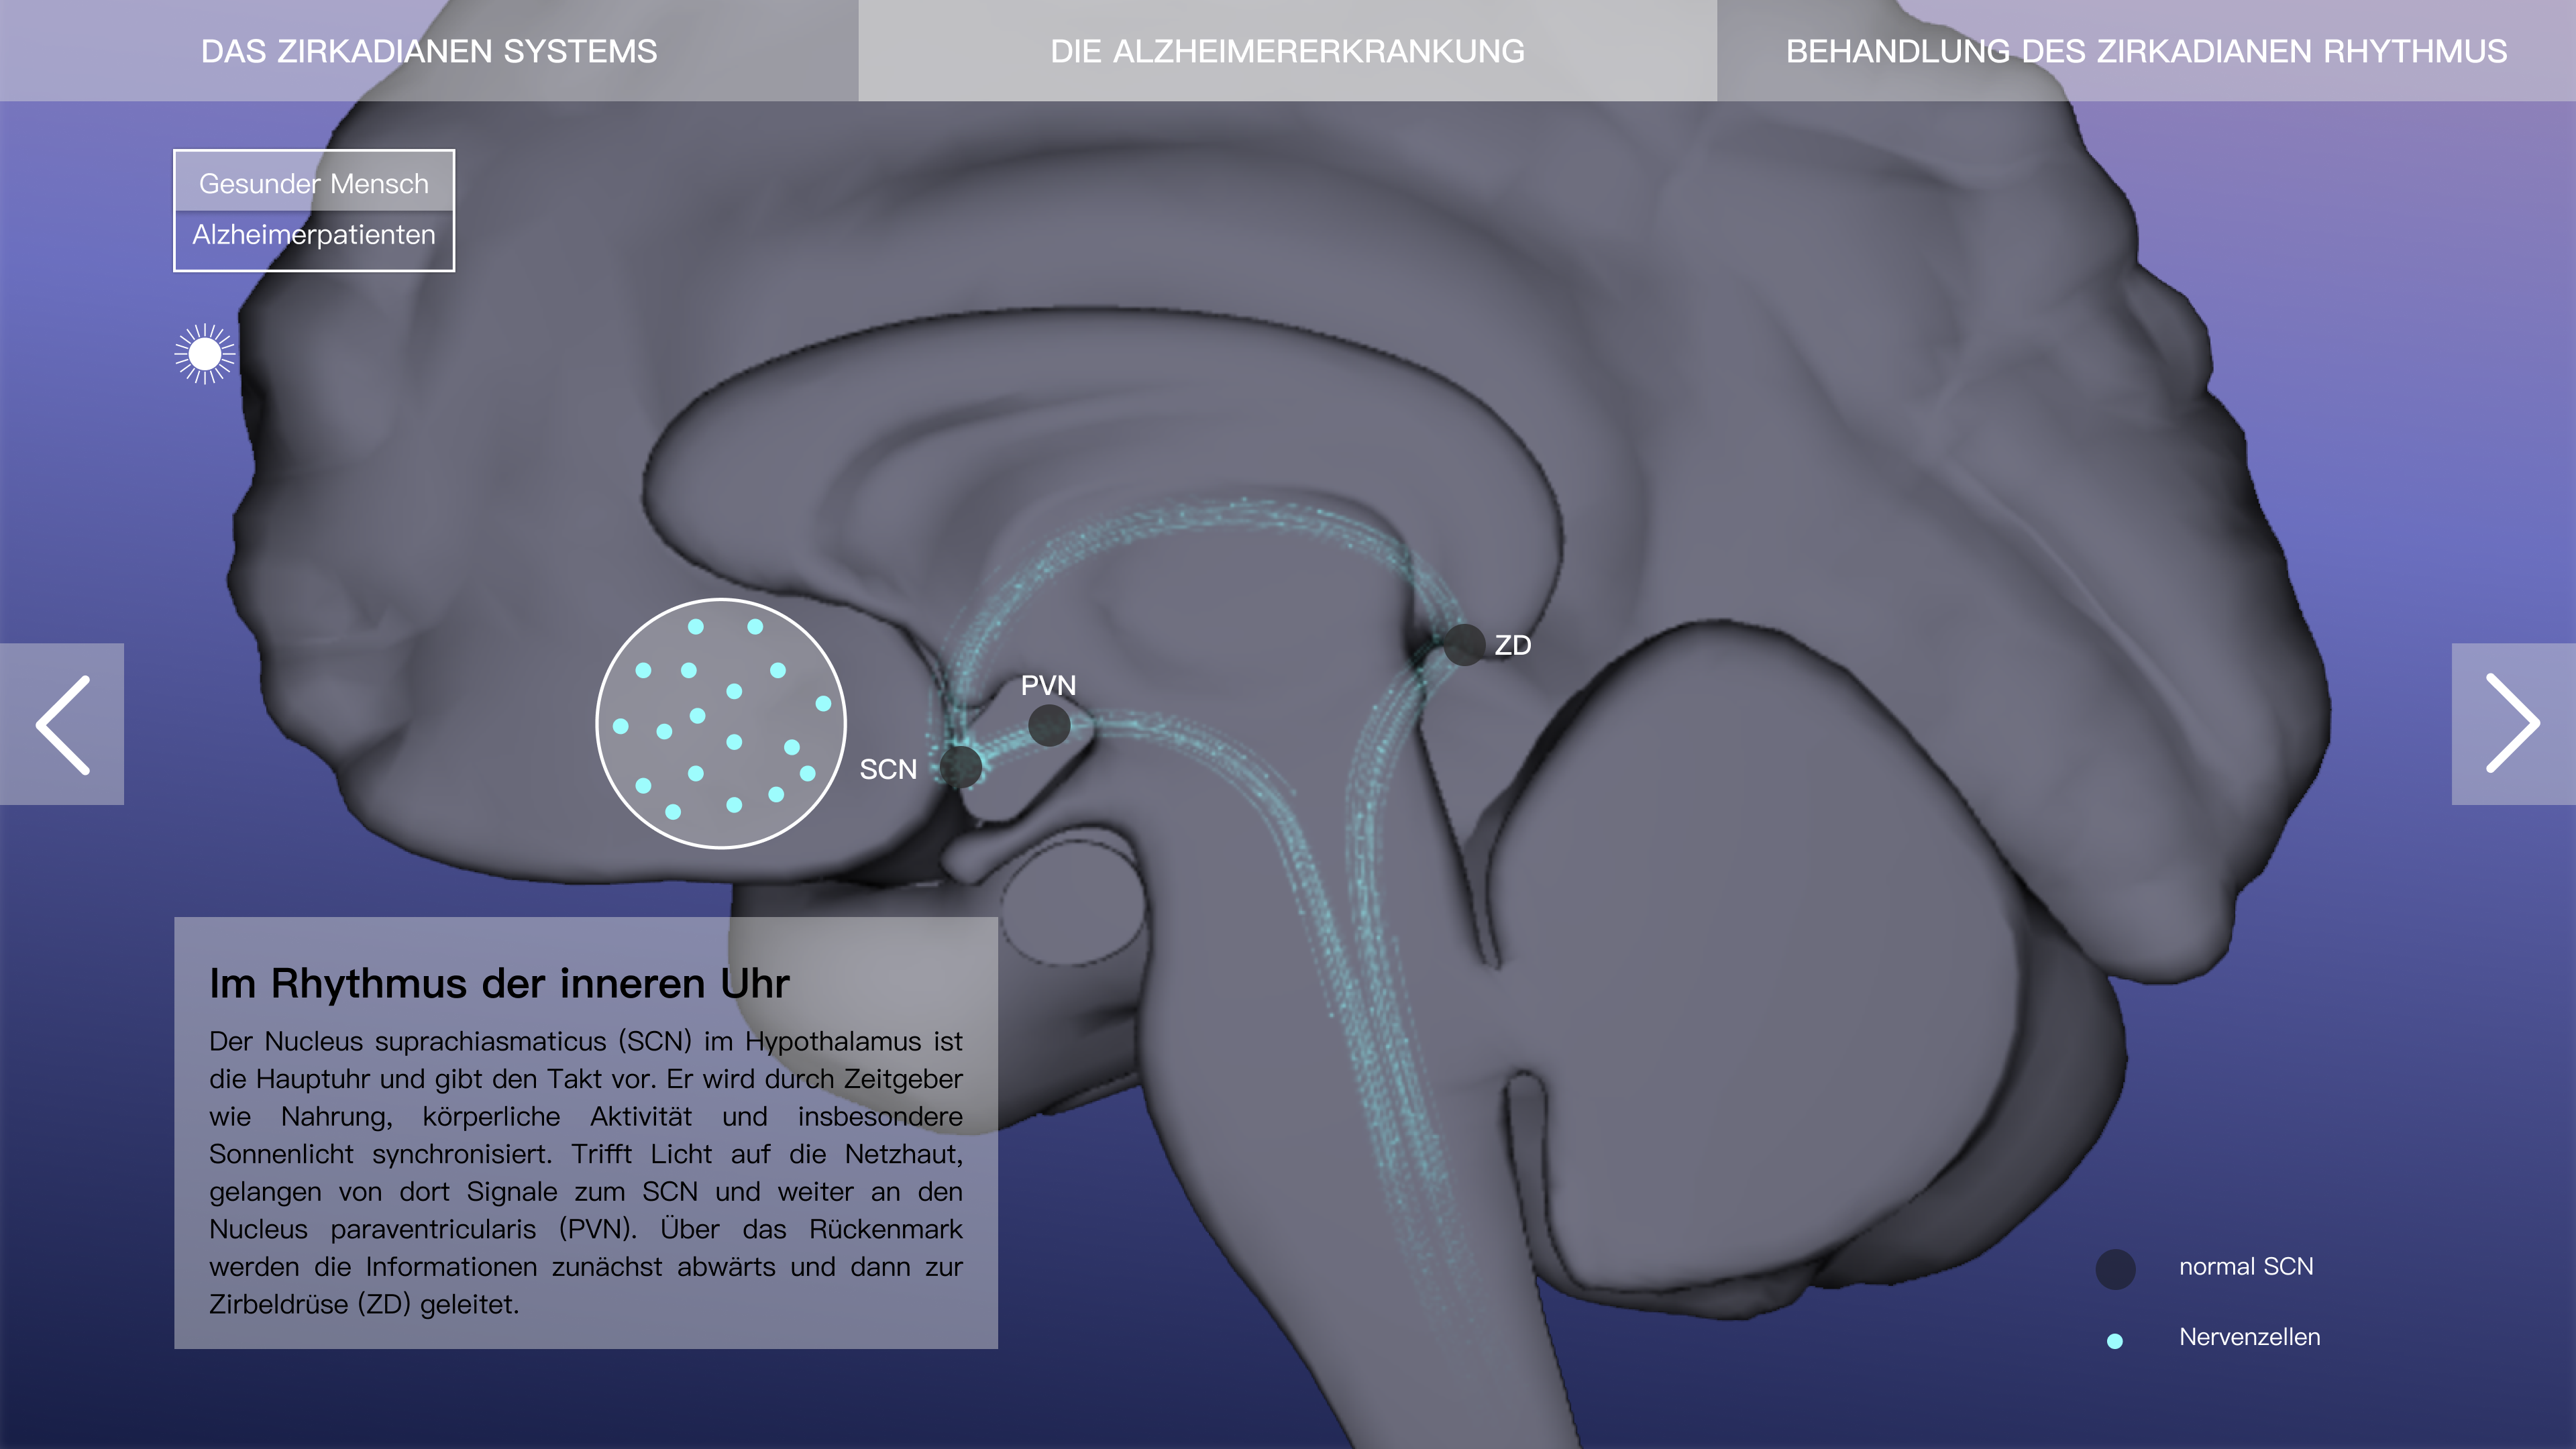 DAS ZIRKADIANEN SYSTEMS
DIE ALZHEIMERERKRANKUNG
BEHANDLUNG DES ZIRKADIANEN RHYTHMUS
Gesunder Mensch
Alzheimerpatienten
ZD
PVN
SCN
Im Rhythmus der inneren Uhr
Der Nucleus suprachiasmaticus (SCN) im Hypothalamus ist
die Hauptuhr und gibt den Takt vor. Er wird durch Zeitgeber
wie Nahrung, körperliche Aktivität und insbesondere
Sonnenlicht synchronisiert. Trifft Licht auf die Netzhaut,
gelangen von dort Signale zum SCN und weiter an den
Nucleus paraventricularis (PVN). Über das Rückenmark
werden die Informationen zunächst abwärts und dann zur
Zirbeldrüse (ZD) geleitet.
normal SCN
Nervenzellen